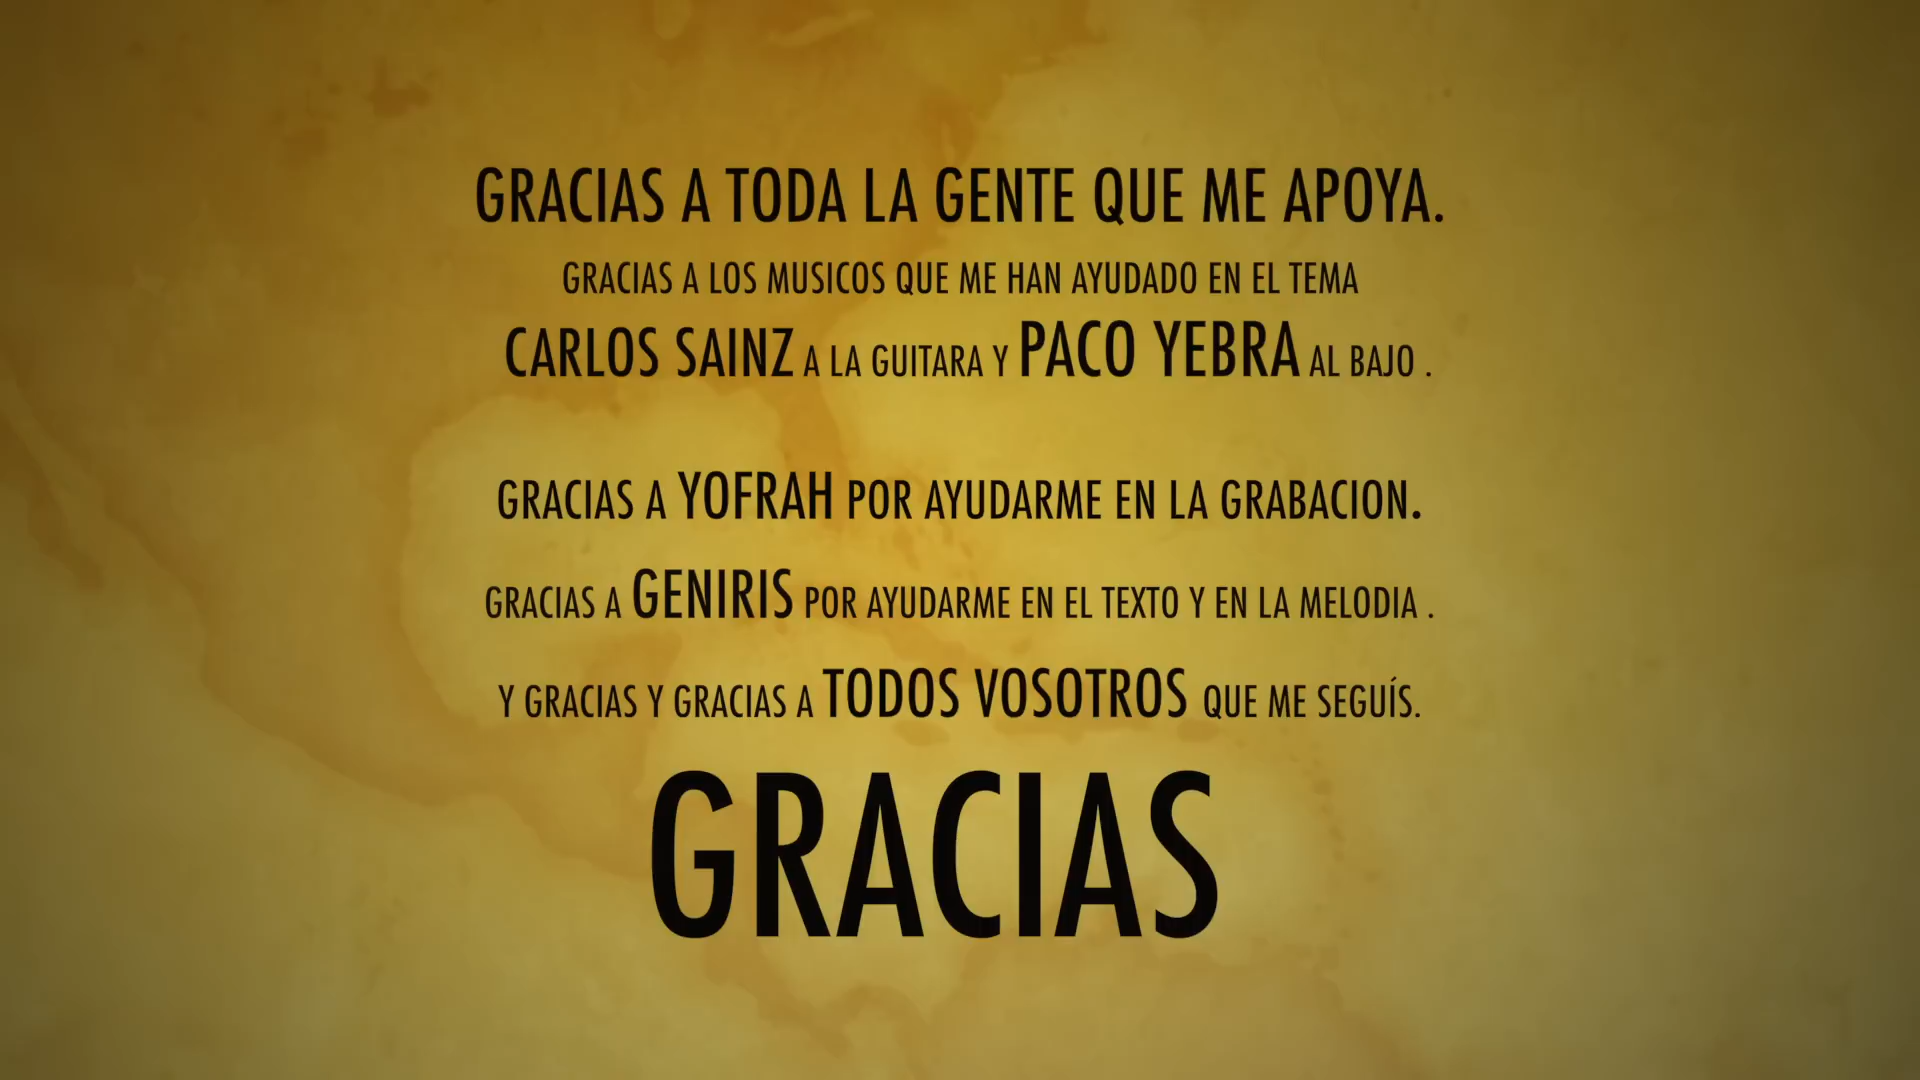 GRACIAS A TODA LA GENTE QUE ME APOYA.
GRACIAS A LOS MUSICOS QUE ME HAN AYUDADO EN EL TEMA
CARLOS SAINZ A LA GUITARA Y PACO YEBRA AL BAJO .
GRACIAS A YOFRAH POR AYUDARME EN LA GRABACION.
GRACIAS A GENIRIS POR AYUDARME EN EL TEXTO Y EN LA MELODIA .
Y GRACIAS Y GRACIAS A TODOS VOSOTROS QUE ME SEGUÍS.
GRACIAS